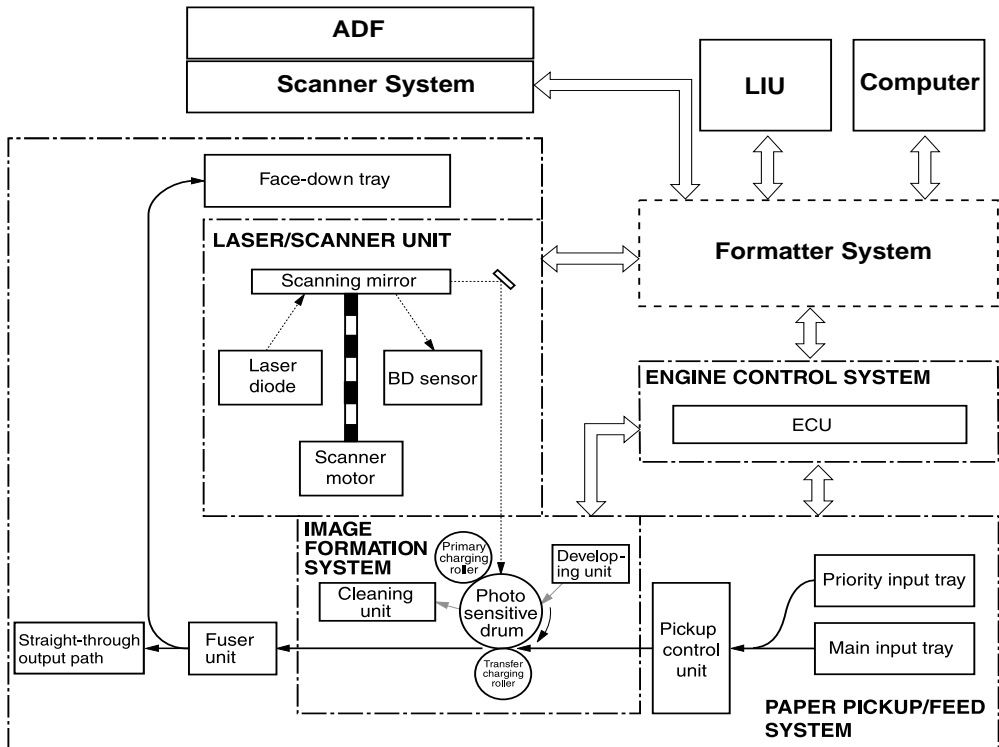 ADF
Scanner System
LIU
Computer
Face-down tray
Formatter System
LASER/SCANNER UNIT
Scanning mirror
Laser
diode
BD sensor
Scanner
motor
ENGINE CONTROL SYSTEM
ECU
IMAGE
FORMATION
SYSTEM
Primary
charging
roller
Develop-
ing unit
Cleaning
unit
Photo
sensitive
drum
Transfer
charging
roller
Pickup
control
unit
Priority input tray
Main input tray
Straight-through
output path
Fuser
unit
PAPER PICKUP/FEED
SYSTEM